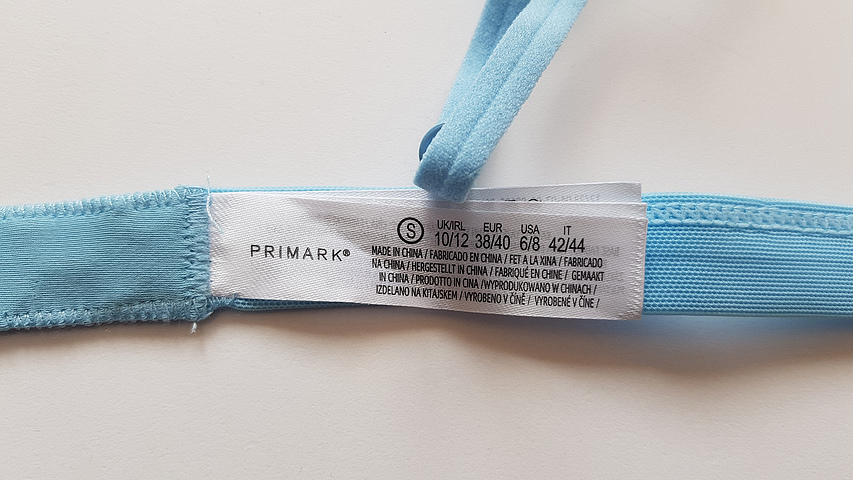 PRIMARK®
S
UK/IRL EUR USA IT
10/12 38/40 6/8 42/44
MADE IN CHINA / FABRICADO EN CHINA / FET A LA XINA / FABRICADO
NA CHINA / HERGESTELLT IN CHINA / FABRIQUÉ EN CHINE / GEMAAKT
IN CHINA / PRODOTTO IN CINA /WYPRODUKOWANO W CHINACH /
IZDELANO NA KITAJSKEM / VYROBENO V ČÍNĚ / VYROBENÉ V ČÍNE /